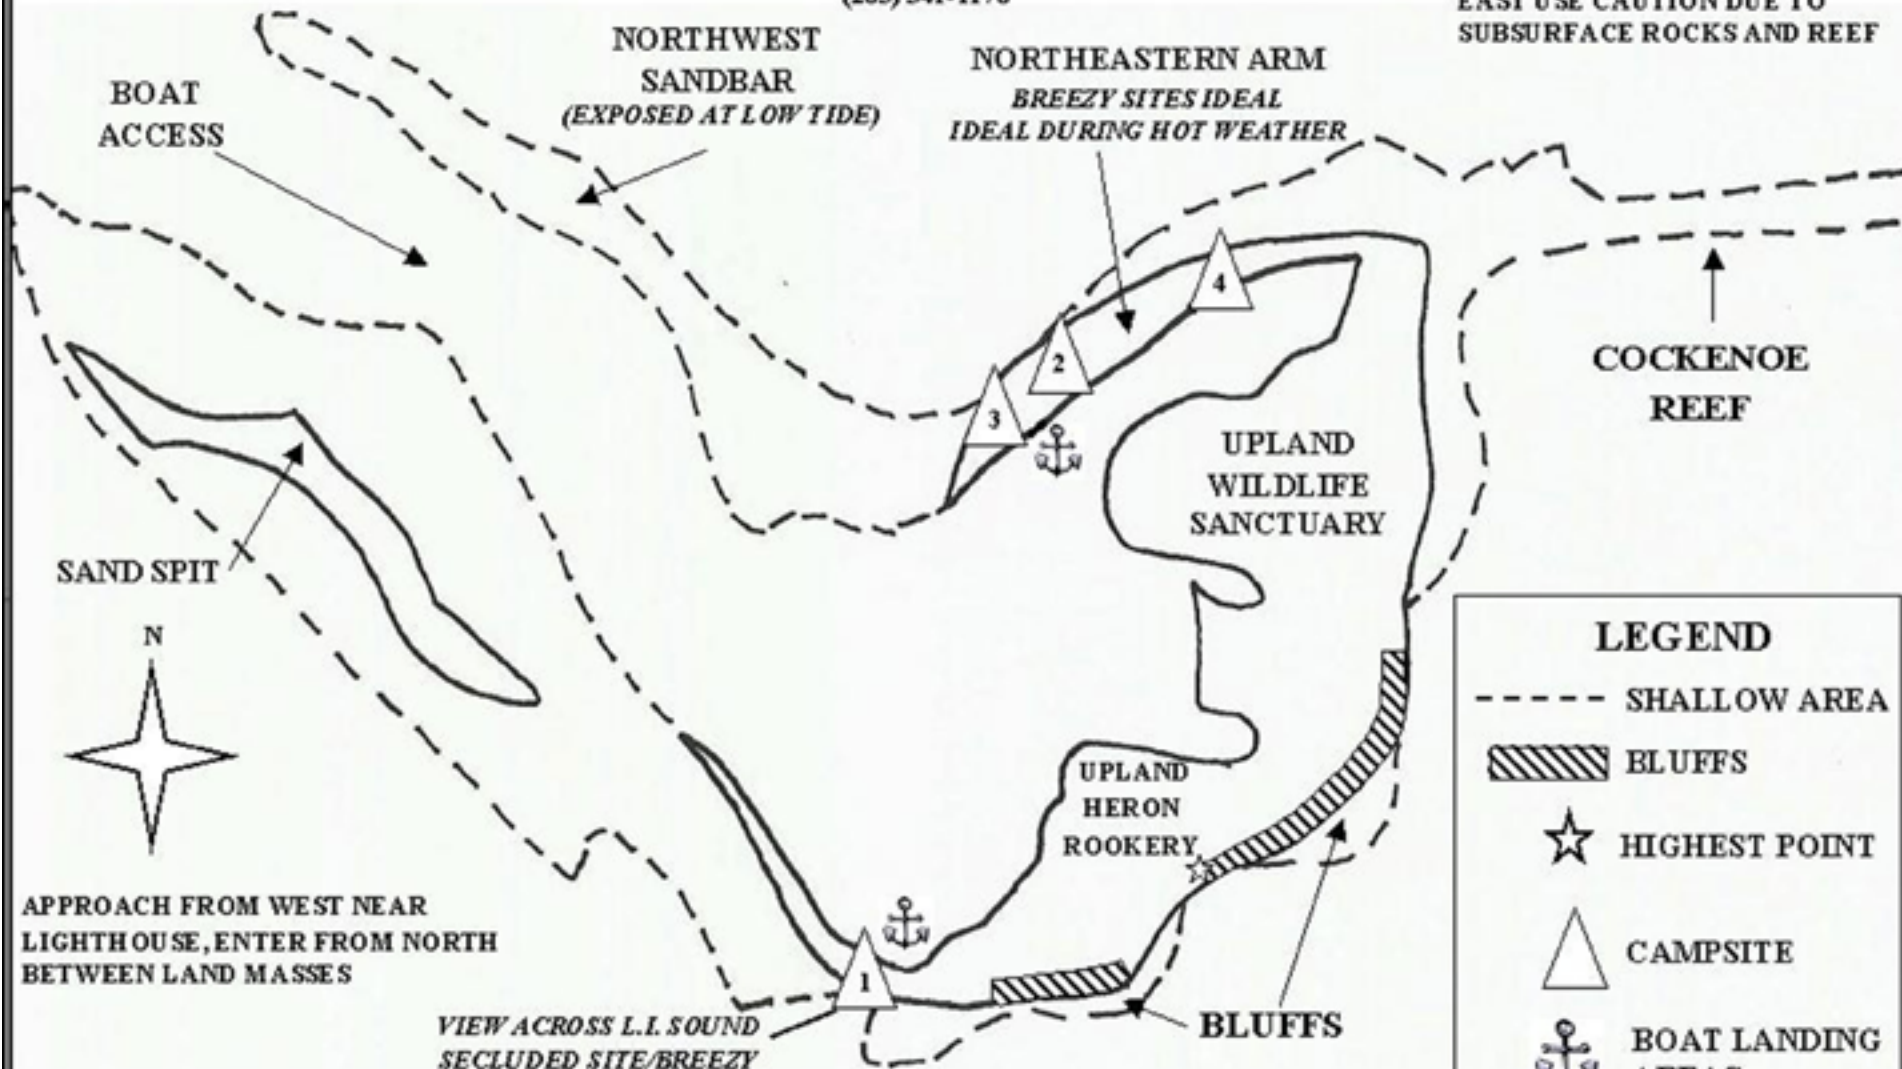 SUBSURFACE ROCKS AND REEF
NORTHWEST
SANDBAR
(EXPOSED AT LOW TIDE)
NORTHEASTERN ARM
BREEZY SITES IDEAL
IDEAL DURING HOT WEATHER
BOAT
ACCESS
4
2
3
COCKENOE
REEF
UPLAND
WILDLIFE
SANCTUARY
SAND SPIT
N
LEGEND
SHALLOW AREA
BLUFFS
HIGHEST POINT
CAMPSITE
BOAT LANDING
UPLAND
HERON
ROOKERY
APPROACH FROM WEST NEAR
LIGHTHOUSE, ENTER FROM NORTH
BETWEEN LAND MASSES
1
VIEW ACROSS L.I. SOUND
SECLUDED SITE/BREEZY
BLUFFS